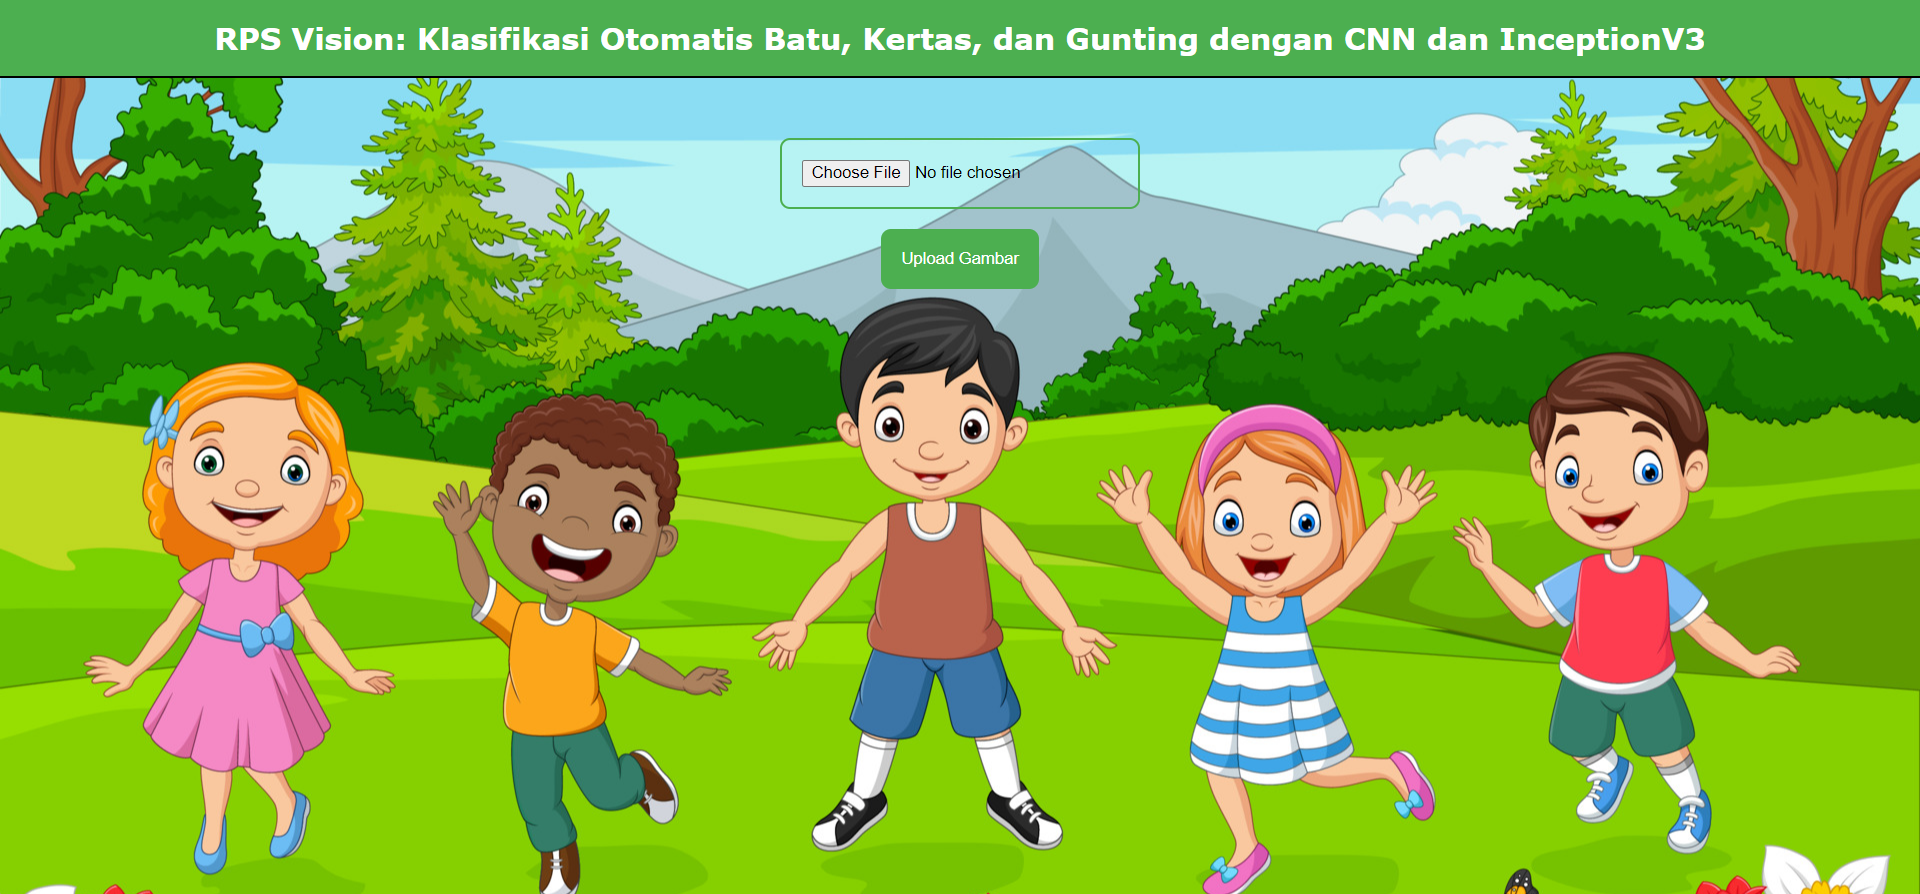 RPS Vision: Klasifikasi Otomatis Batu, Kertas, dan Gunting dengan CNN dan InceptionV3
Choose File No file chosen
Upload Gambar